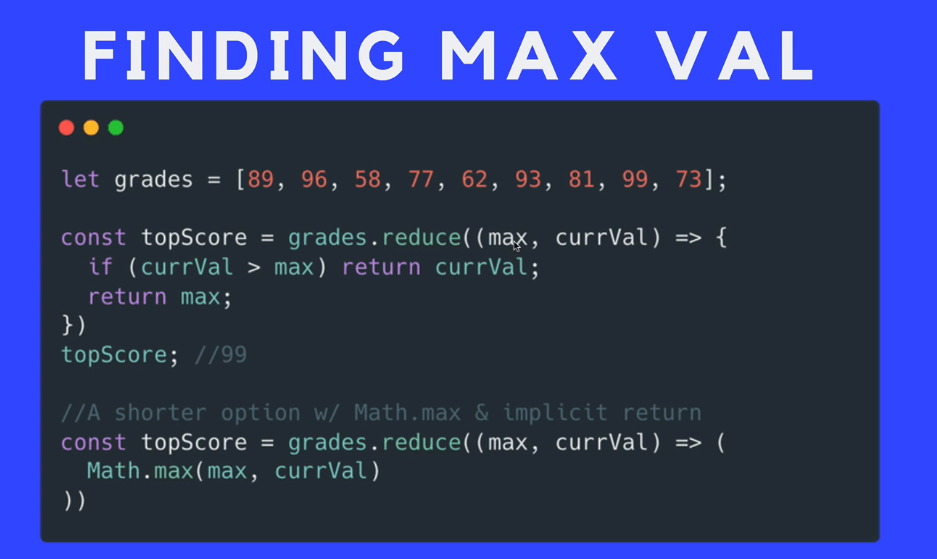 FINDING MAX VAL
let grades = [89, 96, 58, 77, 62, 93, 81, 99, 73];
const topScore = grades.reduce((max, currVal) => {
  if (currVal > max) return currVal;
  return max;
})
topScore; //99
//A shorter option w/ Math.max & implicit return
const topScore = grades.reduce((max, currVal) => (
  Math.max(max, currVal)
))